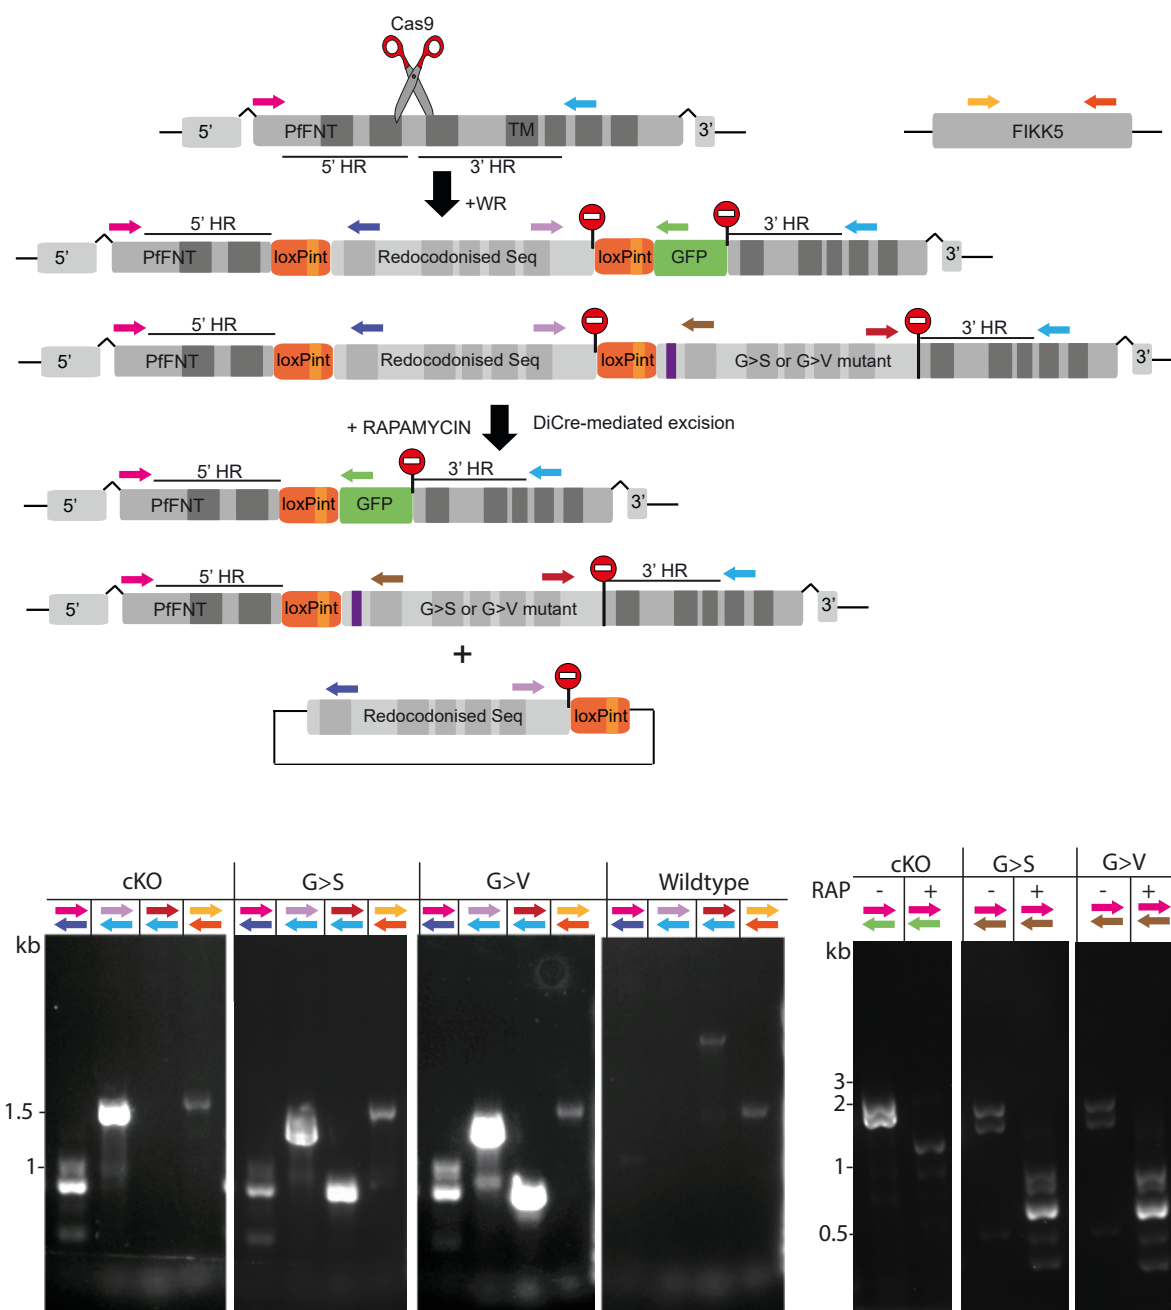 Cas9
5' PfFNT TM 3' FIKK5
5' HR 3' HR
+WR
5' HR 3' HR
5' PfFNT loxPint Redocodonised Seq loxPint GFP 3'
5' HR 3' HR
5' PfFNT loxPint Redocodonised Seq loxPint G>S or G>V mutant 3'
+ RAPAMYCIN DiCre-mediated excision
5' HR 3' HR
5' PfFNT loxPint GFP 3'
5' HR 3' HR
5' PfFNT loxPint G>S or G>V mutant 3'
+
Redocodonised Seq loxPint
cKO G>S G>V Wildtype
kb
1.5
1
cKO G>S G>V
RAP - + - + - +
kb
3
2
1
0.5